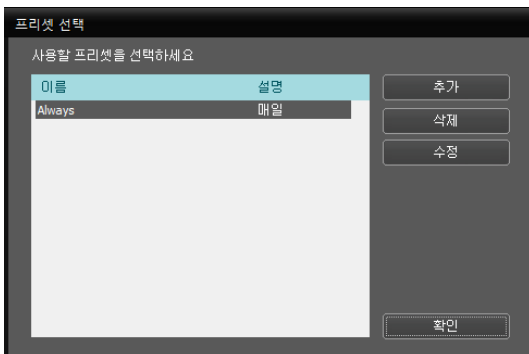 프리셋 선택
사용할 프리셋을 선택하세요
이름 설명 추가
Always 매일
삭제
수정
확인